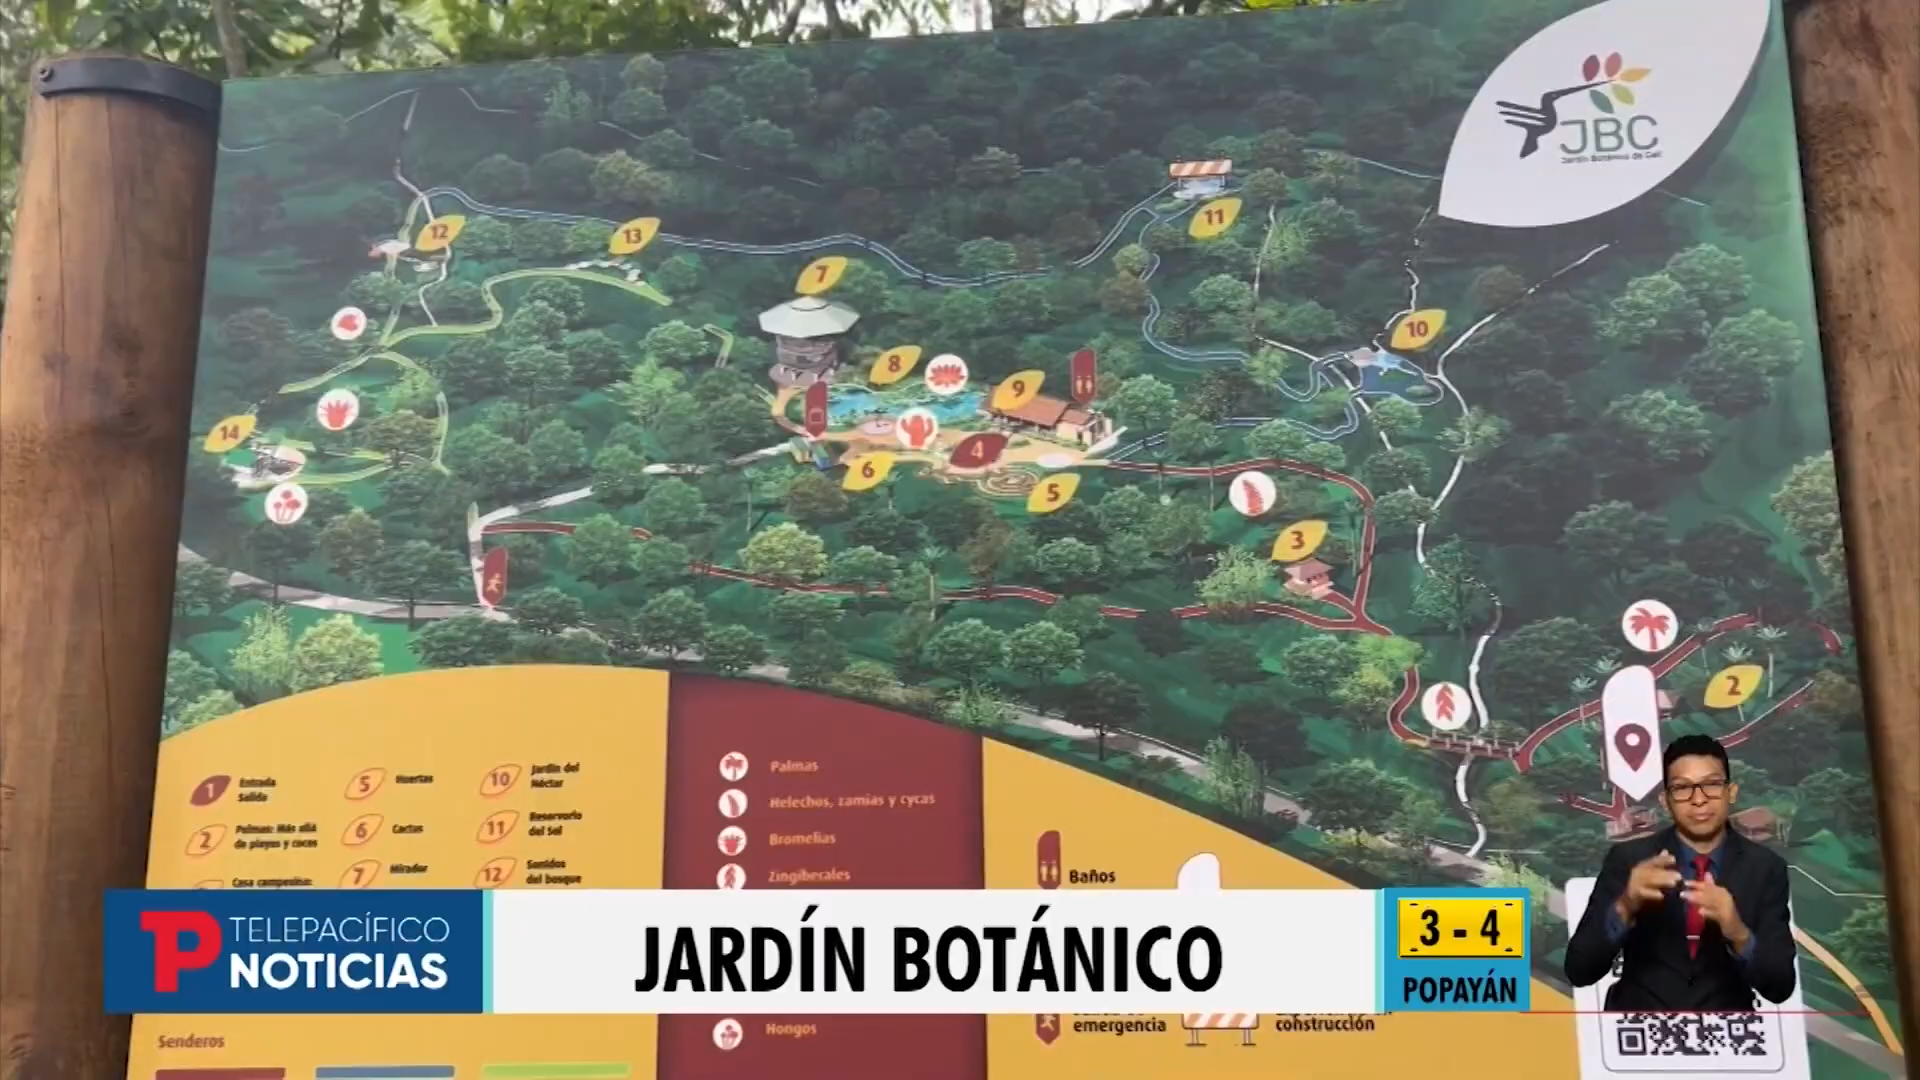 JBC
Jardín Botánico de Cali
12
13
11
7
10
8
9
14
4
6
5
3
2
1 Entrada
Salida
2 Palmas: Más allá
de playas y cocos
Casa campesina:
5 Huertas
6 Cactus
7 Mirador
10 Jardín del
Néctar
11 Reservorio
del Sol
12 Sonidos
del bosque
Palmas
Helechos, zamias y cycas
Bromelias
Zingiberales
Hongos
Baños
emergencia
construcción
Senderos
TELEPACÍFICO
NOTICIAS
JARDÍN BOTÁNICO
3 - 4
POPAYÁN